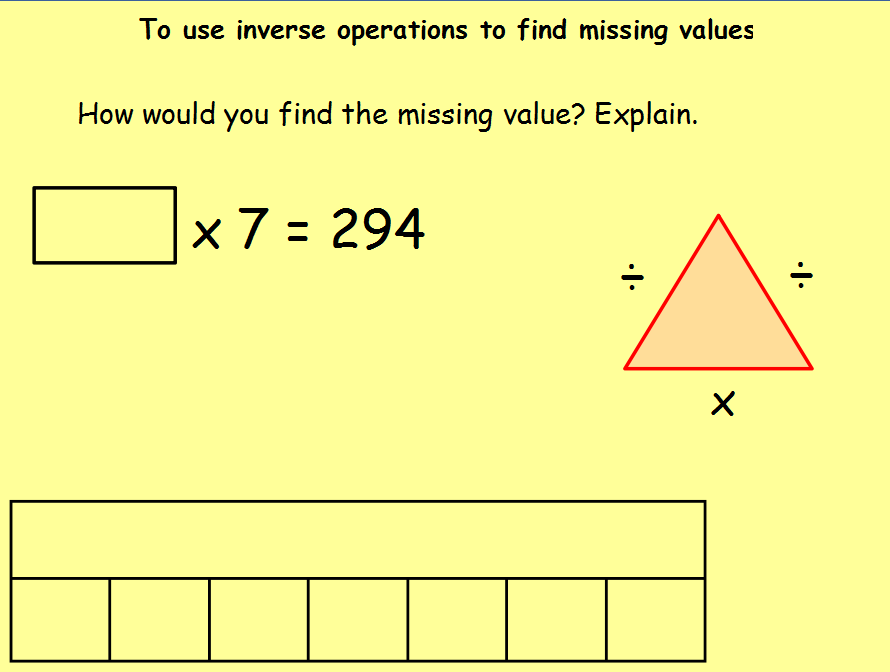 To use inverse operations to find missing values
How would you find the missing value? Explain.
x 7 = 294
÷ ÷
x